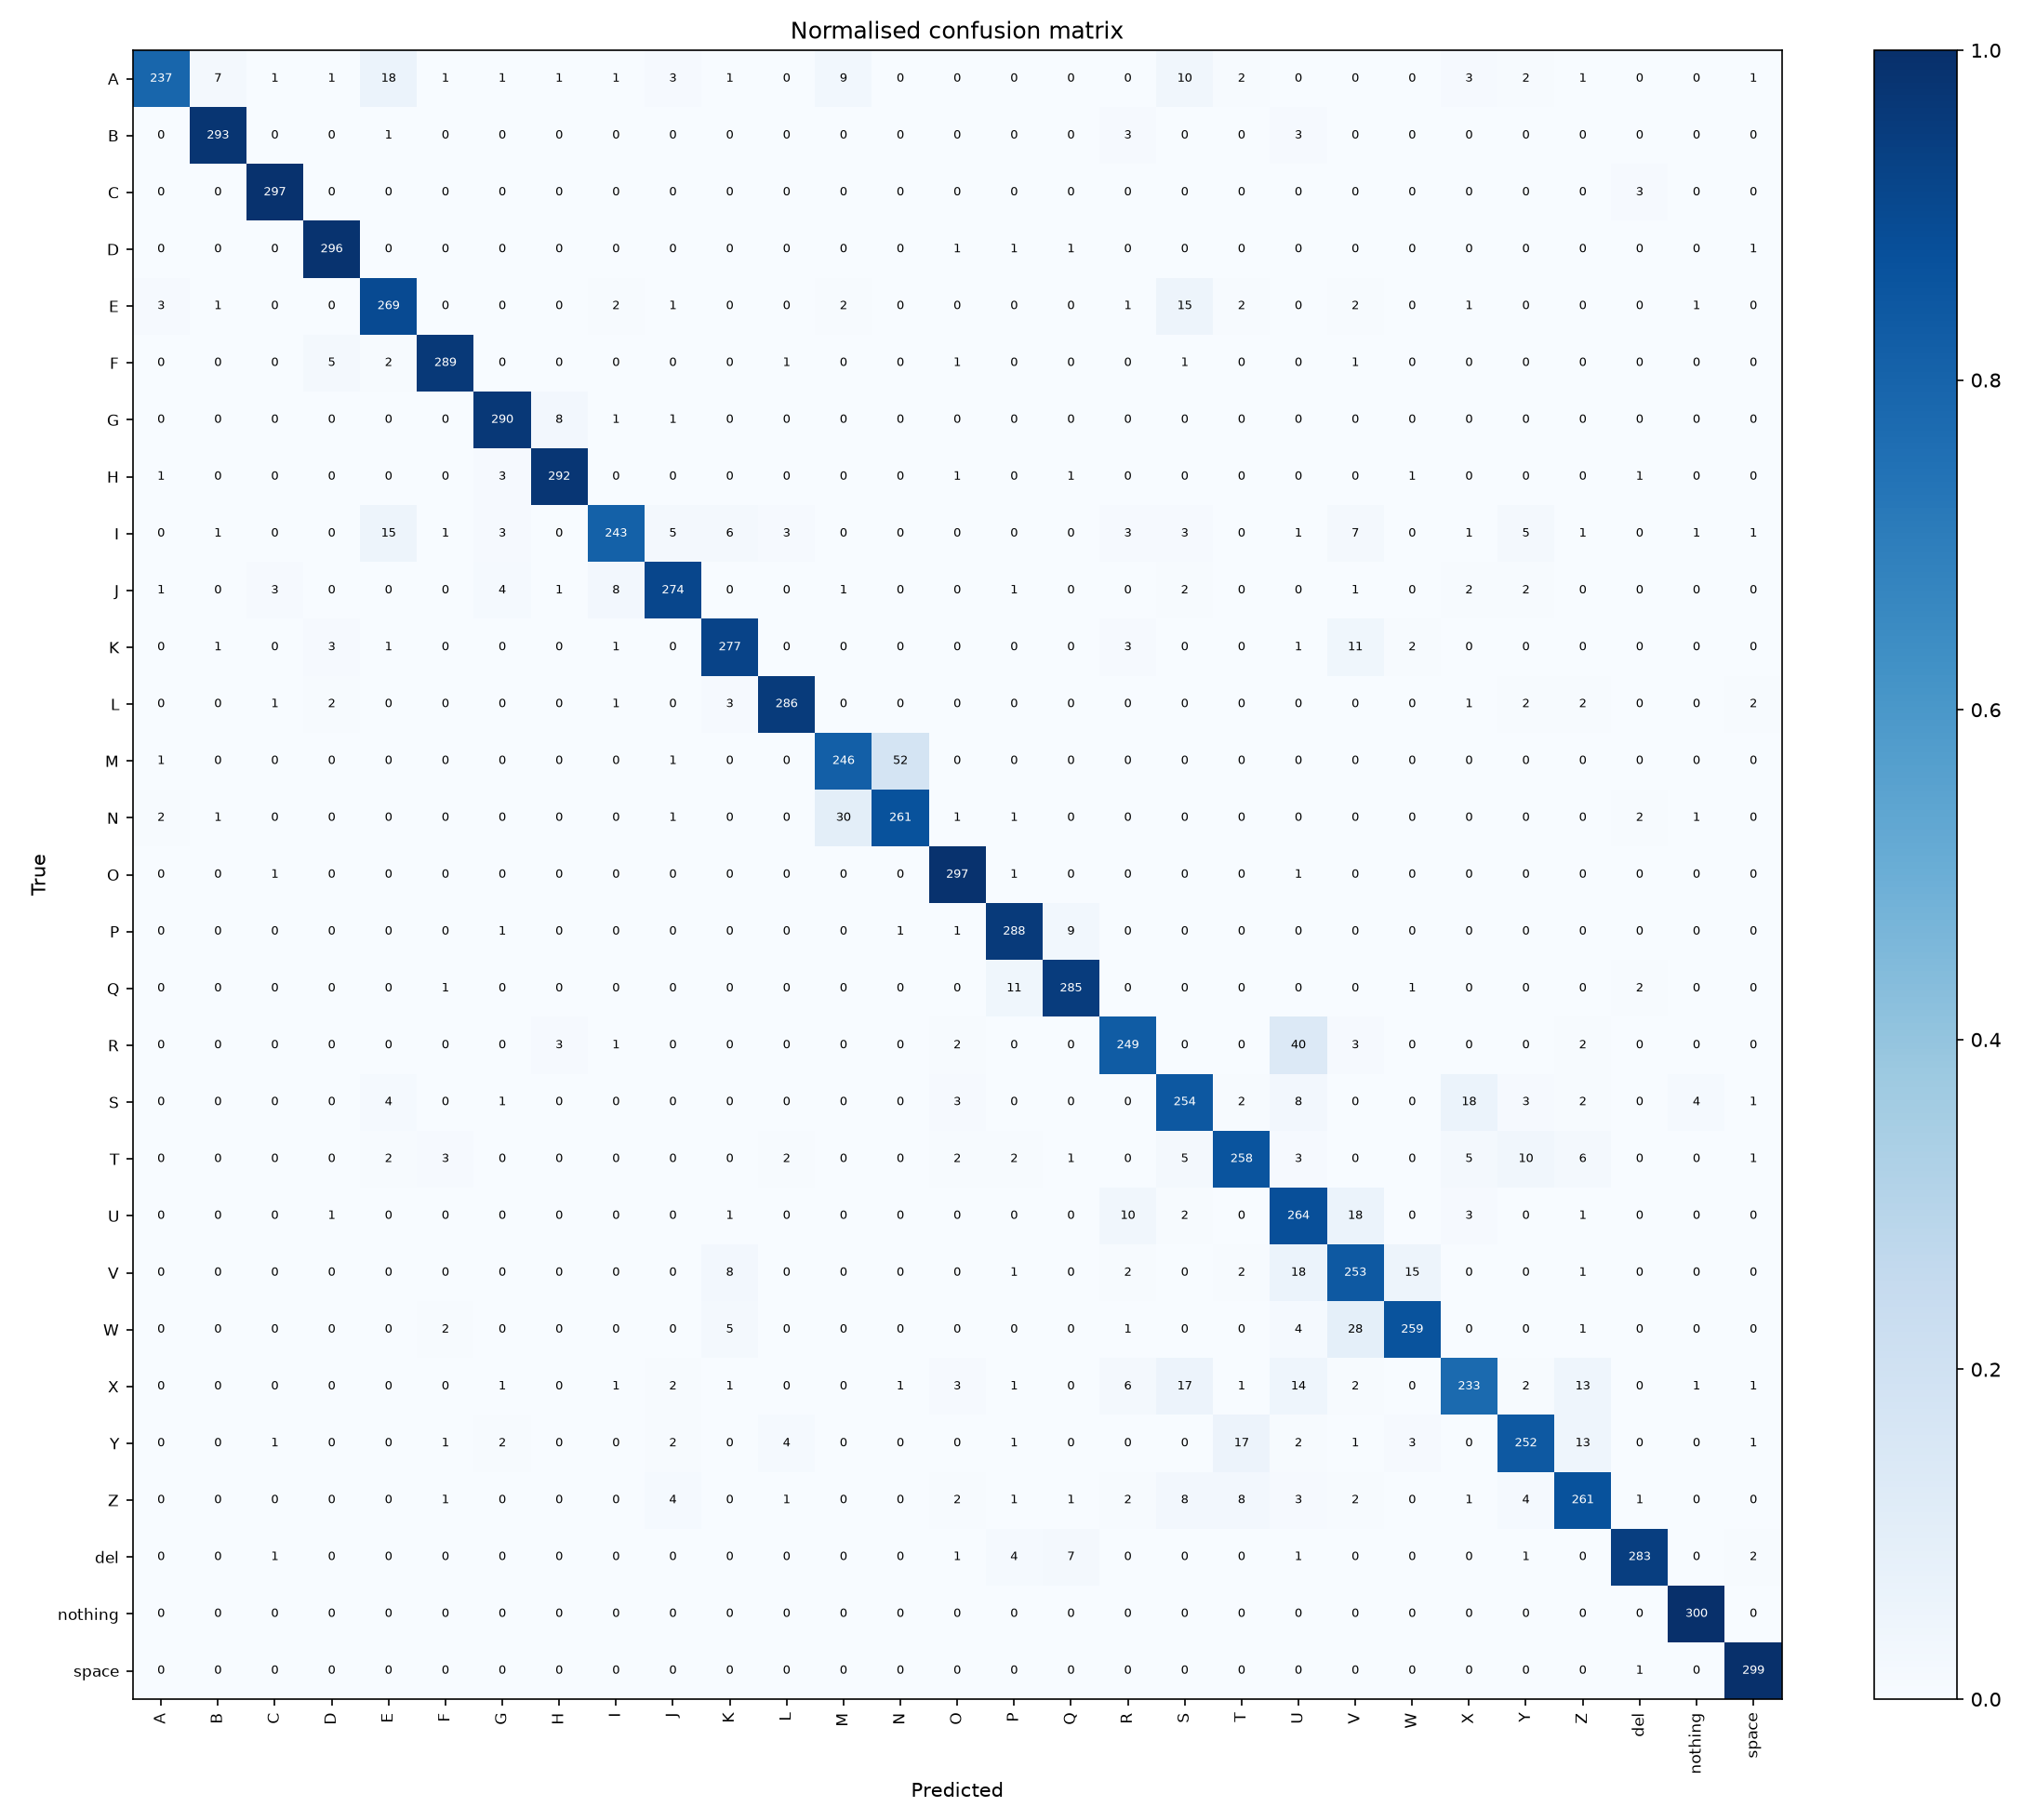 Normalised confusion matrix
A 237 7 1 1 18 1 1 1 1 3 1 0 9 0 0 0 0 0 10 2 0 0 0 3 2 1 0 0 1
B 0 293 0 0 1 0 0 0 0 0 0 0 0 0 0 0 0 3 0 0 3 0 0 0 0 0 0 0 0
C 0 0 297 0 0 0 0 0 0 0 0 0 0 0 0 0 0 0 0 0 0 0 0 0 0 0 3 0 0
D 0 0 0 296 0 0 0 0 0 0 0 0 0 0 1 1 1 0 0 0 0 0 0 0 0 0 0 0 1
E 3 1 0 0 269 0 0 0 2 1 0 0 2 0 0 0 0 1 15 2 0 2 0 1 0 0 0 1 0
F 0 0 0 5 2 289 0 0 0 0 0 1 0 0 1 0 0 0 1 0 0 1 0 0 0 0 0 0 0
G 0 0 0 0 0 0 290 8 1 1 0 0 0 0 0 0 0 0 0 0 0 0 0 0 0 0 0 0 0
H 1 0 0 0 0 0 3 292 0 0 0 0 0 0 1 0 1 0 0 0 0 0 1 0 0 0 1 0 0
I 0 1 0 0 15 1 3 0 243 5 6 3 0 0 0 0 0 3 3 0 1 7 0 1 5 1 0 1 1
J 1 0 3 0 0 0 4 1 8 274 0 0 1 0 0 1 0 0 2 0 0 1 0 2 2 0 0 0 0
K 0 1 0 3 1 0 0 0 1 0 277 0 0 0 0 0 0 3 0 0 1 11 2 0 0 0 0 0 0
L 0 0 1 2 0 0 0 0 1 0 3 286 0 0 0 0 0 0 0 0 0 0 0 1 2 2 0 0 2
M 1 0 0 0 0 0 0 0 0 1 0 0 246 52 0 0 0 0 0 0 0 0 0 0 0 0 0 0 0
N 2 1 0 0 0 0 0 0 0 1 0 0 30 261 1 1 0 0 0 0 0 0 0 0 0 0 2 1 0
O 0 0 1 0 0 0 0 0 0 0 0 0 0 0 297 1 0 0 0 0 1 0 0 0 0 0 0 0 0
P 0 0 0 0 0 0 1 0 0 0 0 0 0 1 1 288 9 0 0 0 0 0 0 0 0 0 0 0 0
Q 0 0 0 0 0 1 0 0 0 0 0 0 0 0 0 11 285 0 0 0 0 0 1 0 0 0 2 0 0
R 0 0 0 0 0 0 0 3 1 0 0 0 0 0 2 0 0 249 0 0 40 3 0 0 0 2 0 0 0
S 0 0 0 0 4 0 1 0 0 0 0 0 0 0 3 0 0 0 254 2 8 0 0 18 3 2 0 4 1
T 0 0 0 0 2 3 0 0 0 0 0 2 0 0 2 2 1 0 5 258 3 0 0 5 10 6 0 0 1
U 0 0 0 1 0 0 0 0 0 0 1 0 0 0 0 0 0 10 2 0 264 18 0 3 0 1 0 0 0
V 0 0 0 0 0 0 0 0 0 0 8 0 0 0 0 1 0 2 0 2 18 253 15 0 0 1 0 0 0
W 0 0 0 0 0 2 0 0 0 0 5 0 0 0 0 0 0 1 0 0 4 28 259 0 0 1 0 0 0
X 0 0 0 0 0 0 1 0 1 2 1 0 0 1 3 1 0 6 17 1 14 2 0 233 2 13 0 1 1
Y 0 0 1 0 0 1 2 0 0 2 0 4 0 0 0 1 0 0 0 17 2 1 3 0 252 13 0 0 1
Z 0 0 0 0 0 1 0 0 0 4 0 1 0 0 2 1 1 2 8 8 3 2 0 1 4 261 1 0 0
del 0 0 1 0 0 0 0 0 0 0 0 0 0 0 1 4 7 0 0 0 1 0 0 0 1 0 283 0 2
nothing 0 0 0 0 0 0 0 0 0 0 0 0 0 0 0 0 0 0 0 0 0 0 0 0 0 0 0 300 0
space 0 0 0 0 0 0 0 0 0 0 0 0 0 0 0 0 0 0 0 0 0 0 0 0 0 0 1 0 299
A B C D E F G H I J K L M N O P Q R S T U V W X Y Z del nothing space
Predicted
True
1.0
0.8
0.6
0.4
0.2
0.0